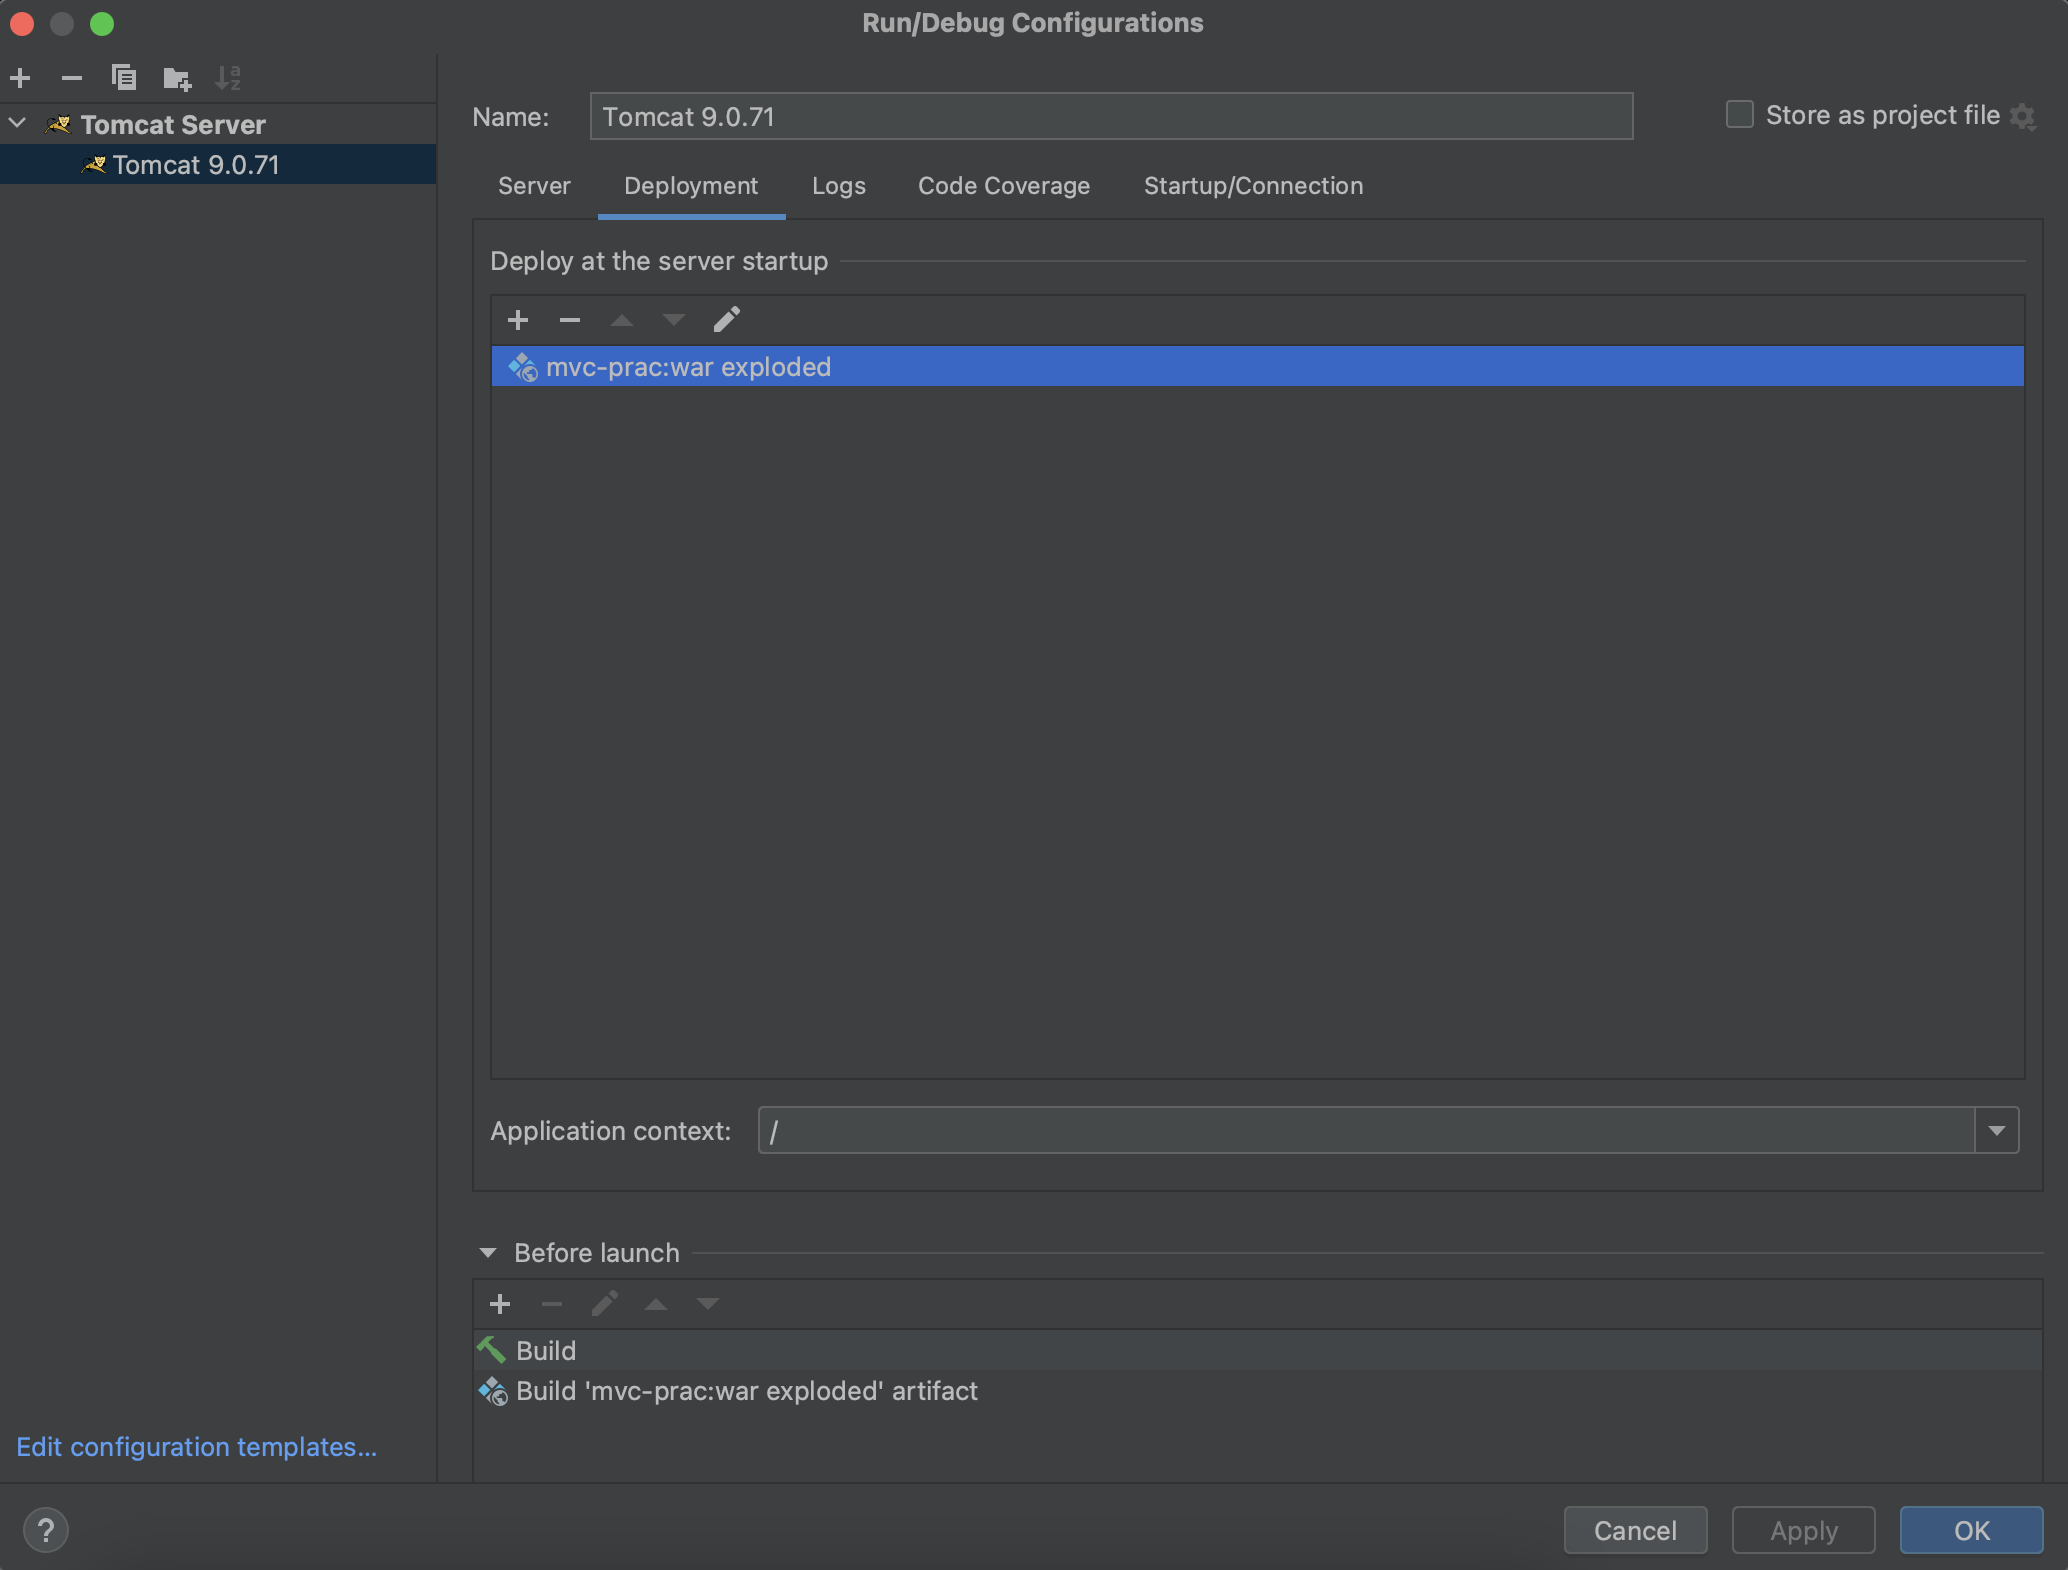 Run/Debug Configurations
Tomcat Server
Tomcat 9.0.71
Edit configuration templates...
Name: Tomcat 9.0.71
Store as project file
Server Deployment Logs Code Coverage Startup/Connection
Deploy at the server startup
mvc-prac:war exploded
Application context: /
Before launch
Build
Build 'mvc-prac:war exploded' artifact
? Cancel Apply OK